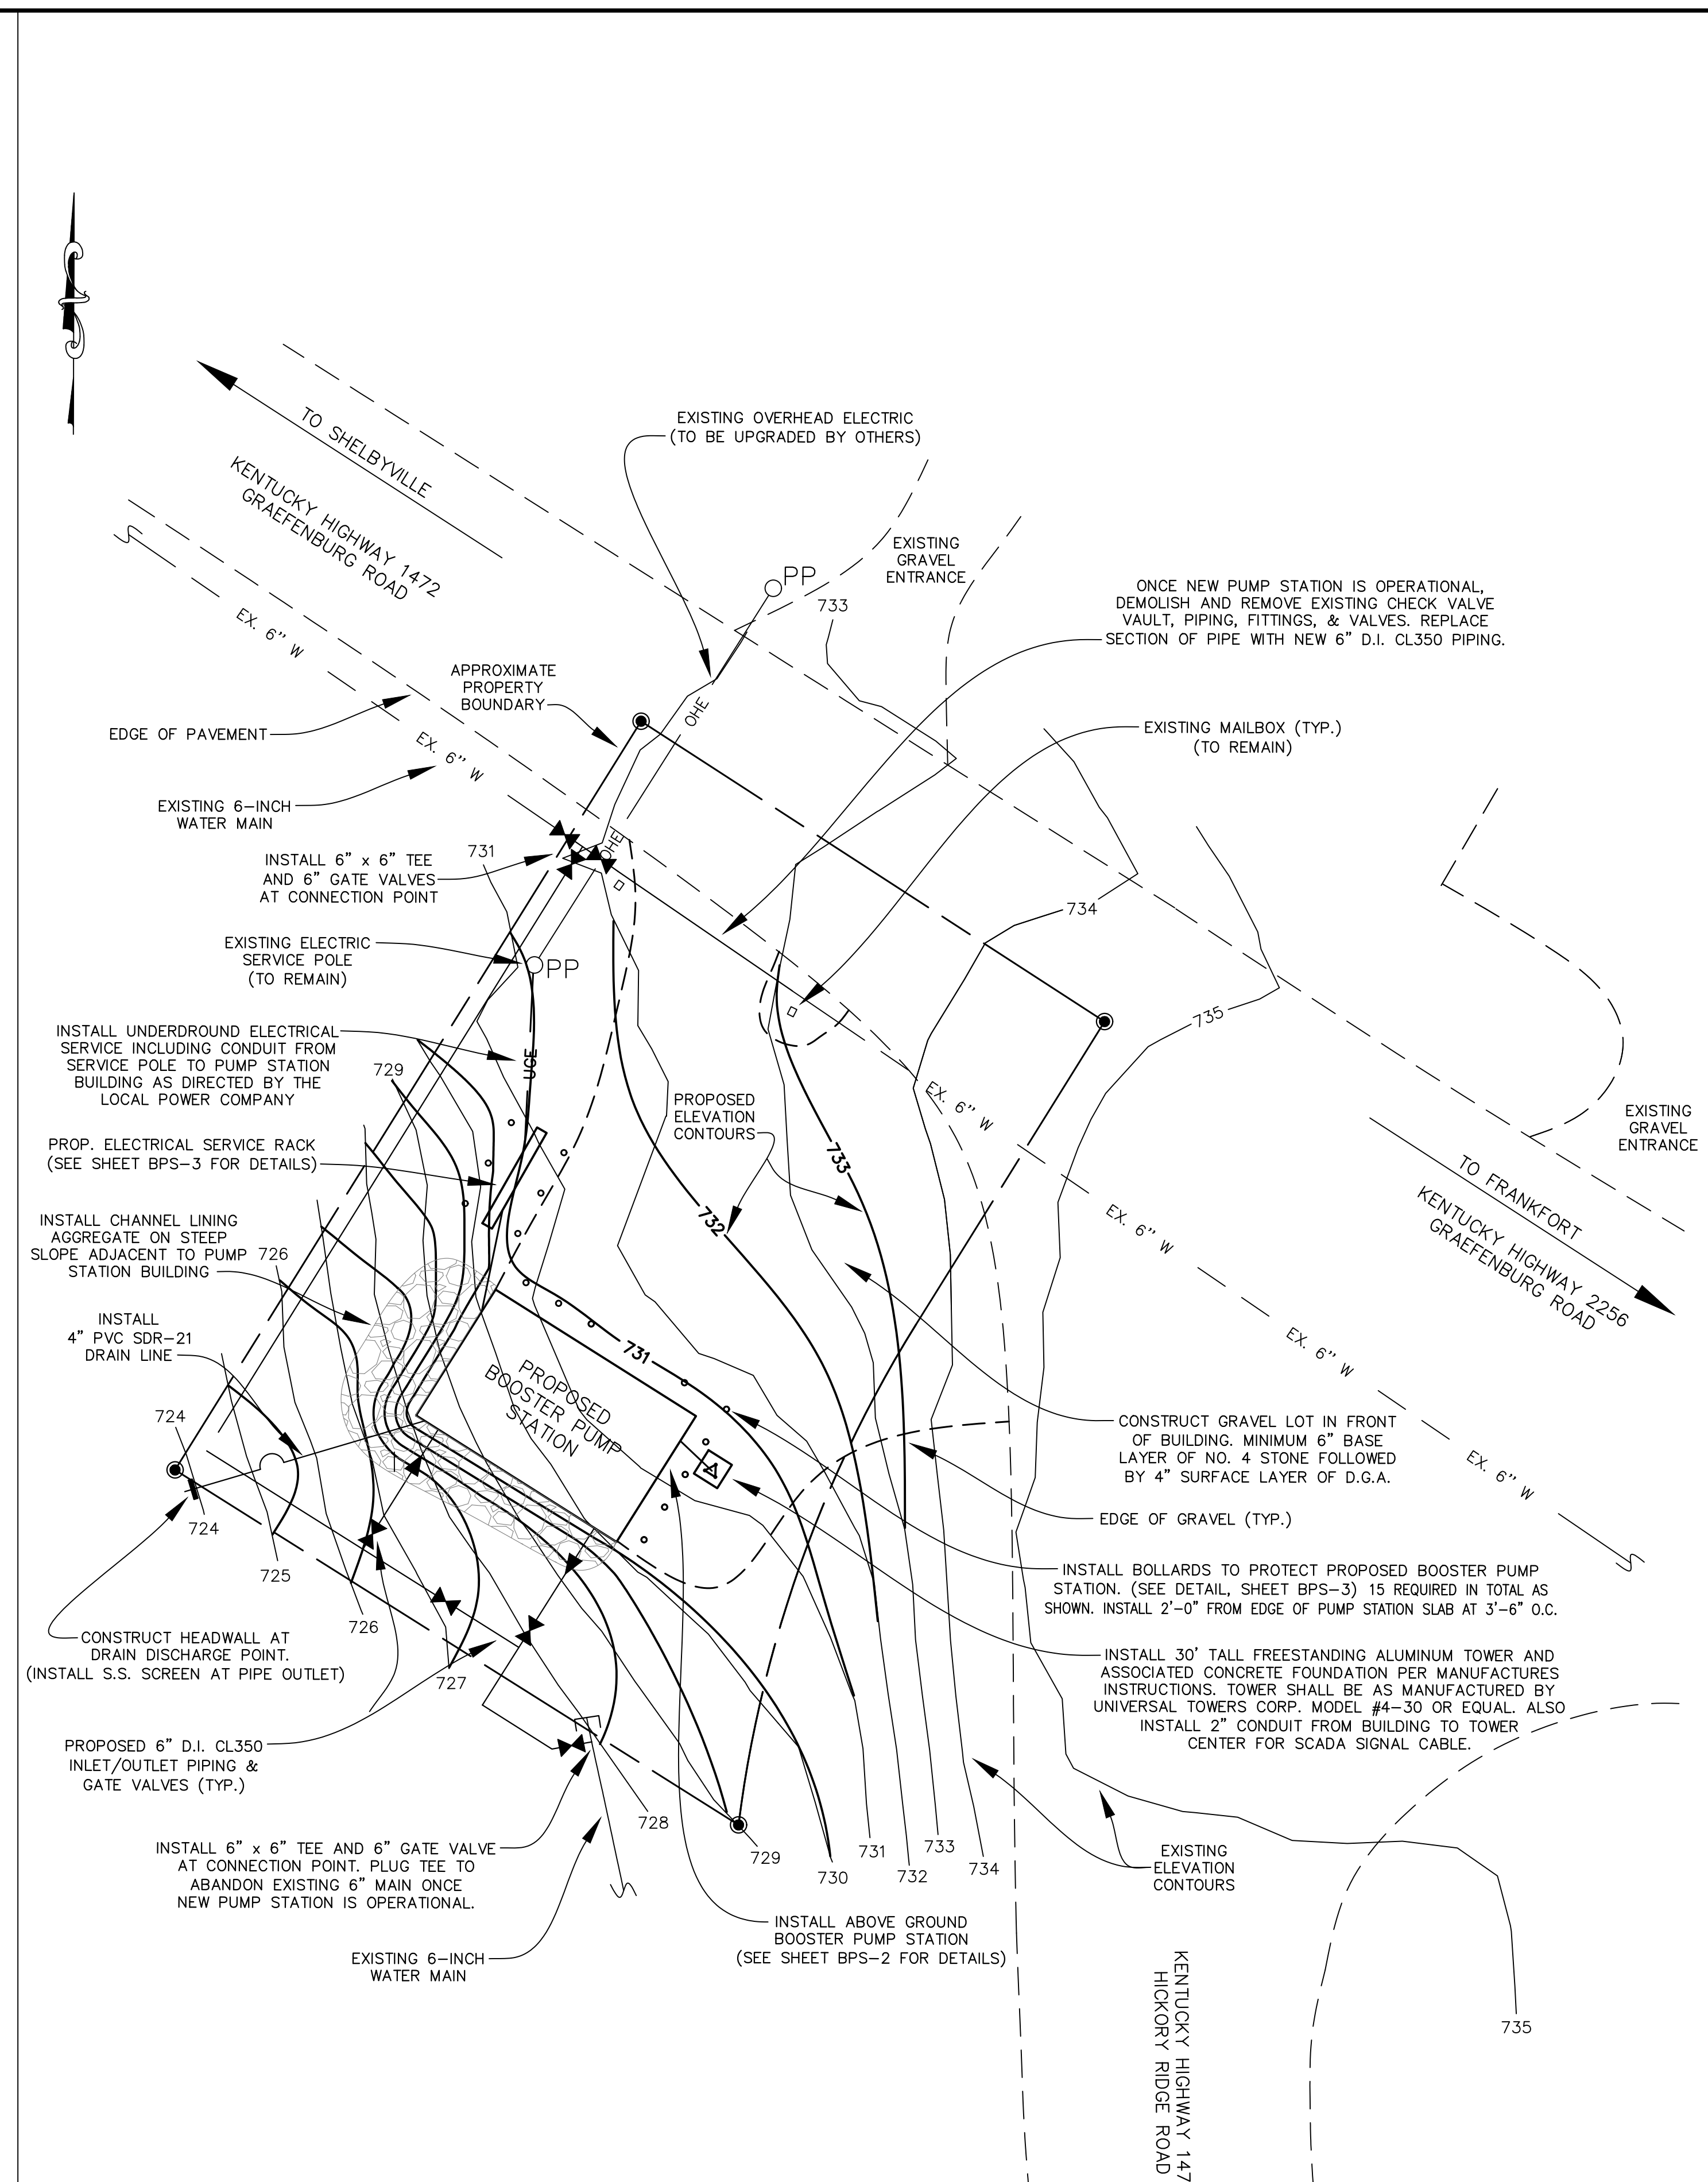 TO SHELBYVILLE
KENTUCKY HIGHWAY 1472
GRAEFENBURG ROAD
EXISTING OVERHEAD ELECTRIC
(TO BE UPGRADED BY OTHERS)
EXISTING
GRAVEL
ENTRANCE
PP
733
ONCE NEW PUMP STATION IS OPERATIONAL,
DEMOLISH AND REMOVE EXISTING CHECK VALVE
VAULT, PIPING, FITTINGS, & VALVES. REPLACE
SECTION OF PIPE WITH NEW 6" D.I. CL350 PIPING.
EX. 6" W
APPROXIMATE
PROPERTY
BOUNDARY
OHE
EDGE OF PAVEMENT
EX. 6" W
EXISTING MAILBOX (TYP.)
(TO REMAIN)
EXISTING 6-INCH
WATER MAIN
OHE
731
INSTALL 6" x 6" TEE
AND 6" GATE VALVES
AT CONNECTION POINT
734
EXISTING ELECTRIC
SERVICE POLE
(TO REMAIN)
PP
735
INSTALL UNDERDROUND ELECTRICAL
SERVICE INCLUDING CONDUIT FROM
SERVICE POLE TO PUMP STATION
BUILDING AS DIRECTED BY THE
LOCAL POWER COMPANY
729
UGE
PROPOSED
ELEVATION
CONTOURS
EX. 6" W
EXISTING
GRAVEL
ENTRANCE
PROP. ELECTRICAL SERVICE RACK
(SEE SHEET BPS-3 FOR DETAILS)
733
TO FRANKFORT
KENTUCKY HIGHWAY 2256
GRAEFENBURG ROAD
732
EX. 6" W
INSTALL CHANNEL LINING
AGGREGATE ON STEEP
SLOPE ADJACENT TO PUMP
STATION BUILDING
726
INSTALL
4" PVC SDR-21
DRAIN LINE
731
EX. 6" W
PROPOSED
BOOSTER PUMP
STATION
724
CONSTRUCT GRAVEL LOT IN FRONT
OF BUILDING. MINIMUM 6" BASE
LAYER OF NO. 4 STONE FOLLOWED
BY 4" SURFACE LAYER OF D.G.A.
EX. 6" W
724
EDGE OF GRAVEL (TYP.)
725
INSTALL BOLLARDS TO PROTECT PROPOSED BOOSTER PUMP
STATION. (SEE DETAIL, SHEET BPS-3) 15 REQUIRED IN TOTAL AS
SHOWN. INSTALL 2'-0" FROM EDGE OF PUMP STATION SLAB AT 3'-6" O.C.
726
CONSTRUCT HEADWALL AT
DRAIN DISCHARGE POINT.
(INSTALL S.S. SCREEN AT PIPE OUTLET)
727
INSTALL 30' TALL FREESTANDING ALUMINUM TOWER AND
ASSOCIATED CONCRETE FOUNDATION PER MANUFACTURES
INSTRUCTIONS. TOWER SHALL BE AS MANUFACTURED BY
UNIVERSAL TOWERS CORP. MODEL #4-30 OR EQUAL. ALSO
INSTALL 2" CONDUIT FROM BUILDING TO TOWER
CENTER FOR SCADA SIGNAL CABLE.
PROPOSED 6" D.I. CL350
INLET/OUTLET PIPING &
GATE VALVES (TYP.)
728
729
730
731
732
733
734
INSTALL 6" x 6" TEE AND 6" GATE VALVE
AT CONNECTION POINT. PLUG TEE TO
ABANDON EXISTING 6" MAIN ONCE
NEW PUMP STATION IS OPERATIONAL.
EXISTING
ELEVATION
CONTOURS
INSTALL ABOVE GROUND
BOOSTER PUMP STATION
(SEE SHEET BPS-2 FOR DETAILS)
EXISTING 6-INCH
WATER MAIN
735
KENTUCKY HIGHWAY 147
HICKORY RIDGE ROAD